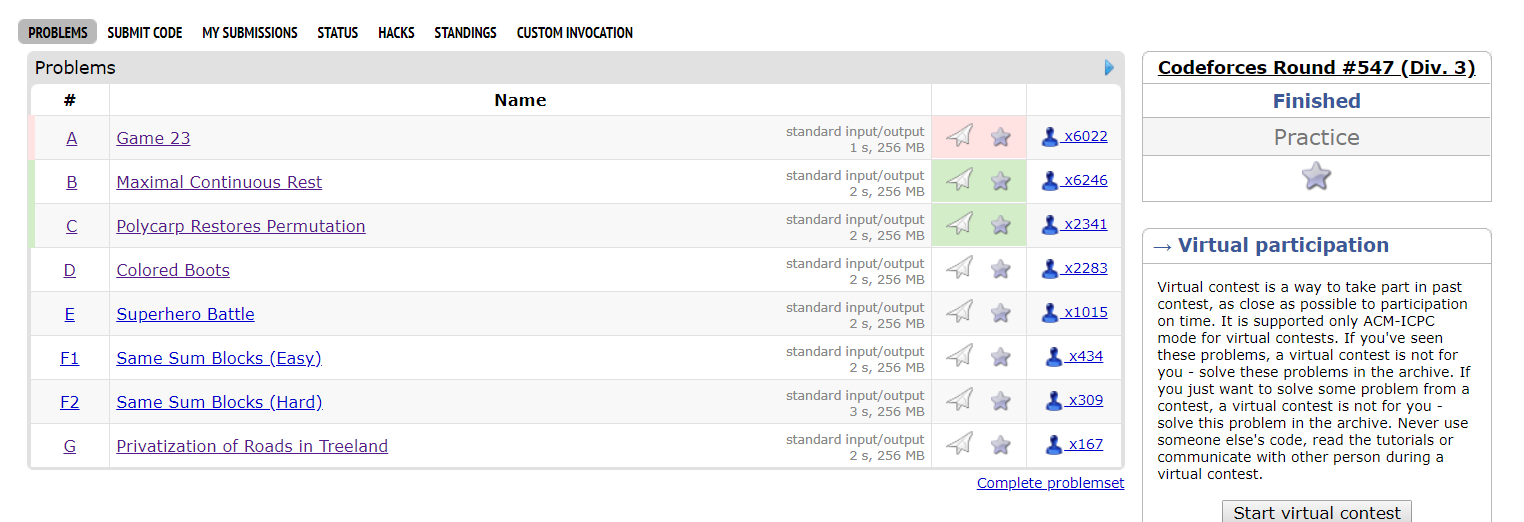 PROBLEMS SUBMIT CODE MY SUBMISSIONS STATUS HACKS STANDINGS CUSTOM INVOCATION
Problems
# Name
A Game 23 standard input/output 1 s, 256 MB x6022
B Maximal Continuous Rest standard input/output 2 s, 256 MB x6246
C Polycarp Restores Permutation standard input/output 2 s, 256 MB x2341
D Colored Boots standard input/output 2 s, 256 MB x2283
E Superhero Battle standard input/output 2 s, 256 MB x1015
F1 Same Sum Blocks (Easy) standard input/output 2 s, 256 MB x434
F2 Same Sum Blocks (Hard) standard input/output 3 s, 256 MB x309
G Privatization of Roads in Treeland standard input/output 2 s, 256 MB x167
Complete problemset
Codeforces Round #547 (Div. 3)
Finished
Practice
→ Virtual participation
Virtual contest is a way to take part in past
contest, as close as possible to participation
on time. It is supported only ACM-ICPC
mode for virtual contests. If you've seen
these problems, a virtual contest is not for
you - solve these problems in the archive. If
you just want to solve some problem from a
contest, a virtual contest is not for you -
solve this problem in the archive. Never use
someone else's code, read the tutorials or
communicate with other person during a
virtual contest.
Start virtual contest